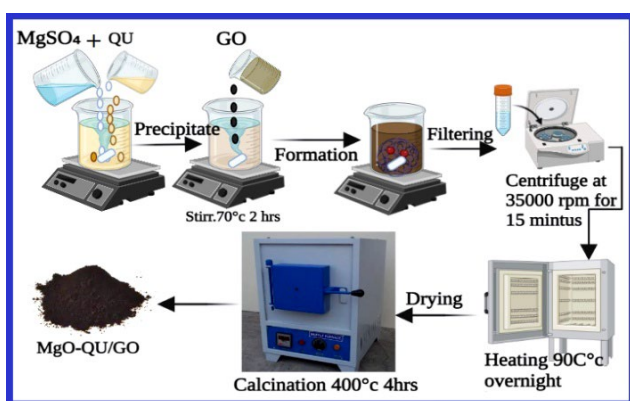 MgSO₄ + QU
GO
Precipitate
Formation
Filtering
Stirr.70°c 2 hrs
Centrifuge at
35000 rpm for
15 mintus
Drying
Heating 90C°c
overnight
Calcination 400°c 4hrs
MgO-QU/GO